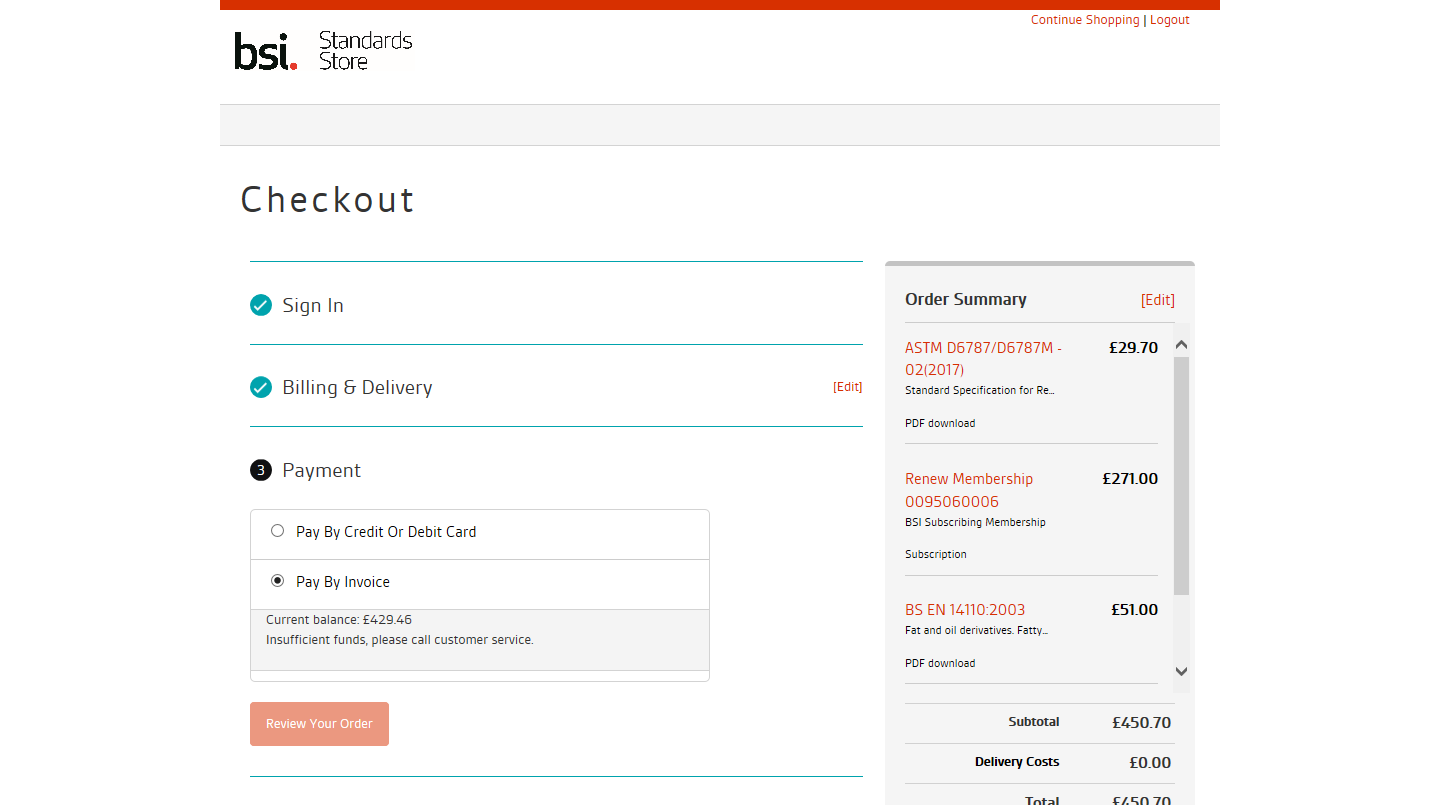 Continue Shopping | Logout
bsi. Standards
Store
Checkout
Sign In
Billing & Delivery [Edit]
3 Payment
Pay By Credit Or Debit Card
Pay By Invoice
Current balance: £429.46
Insufficient funds, please call customer service.
Review Your Order
Order Summary [Edit]
ASTM D6787/D6787M - £29.70
02(2017)
Standard Specification for Re...
PDF download
Renew Membership £271.00
0095060006
BSI Subscribing Membership
Subscription
BS EN 14110:2003 £51.00
Fat and oil derivatives. Fatty...
PDF download
Subtotal £450.70
Delivery Costs £0.00
Total £450.70